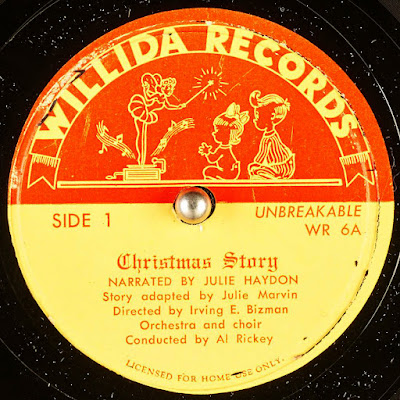 WILLIDA RECORDS
SIDE 1
UNBREAKABLE
WR 6A
Christmas Story
NARRATED BY JULIE HAYDON
Story adapted by Julie Marvin
Directed by Irving E. Bizman
Orchestra and choir
Conducted by Al Rickey
LICENSED FOR HOME USE ONLY.